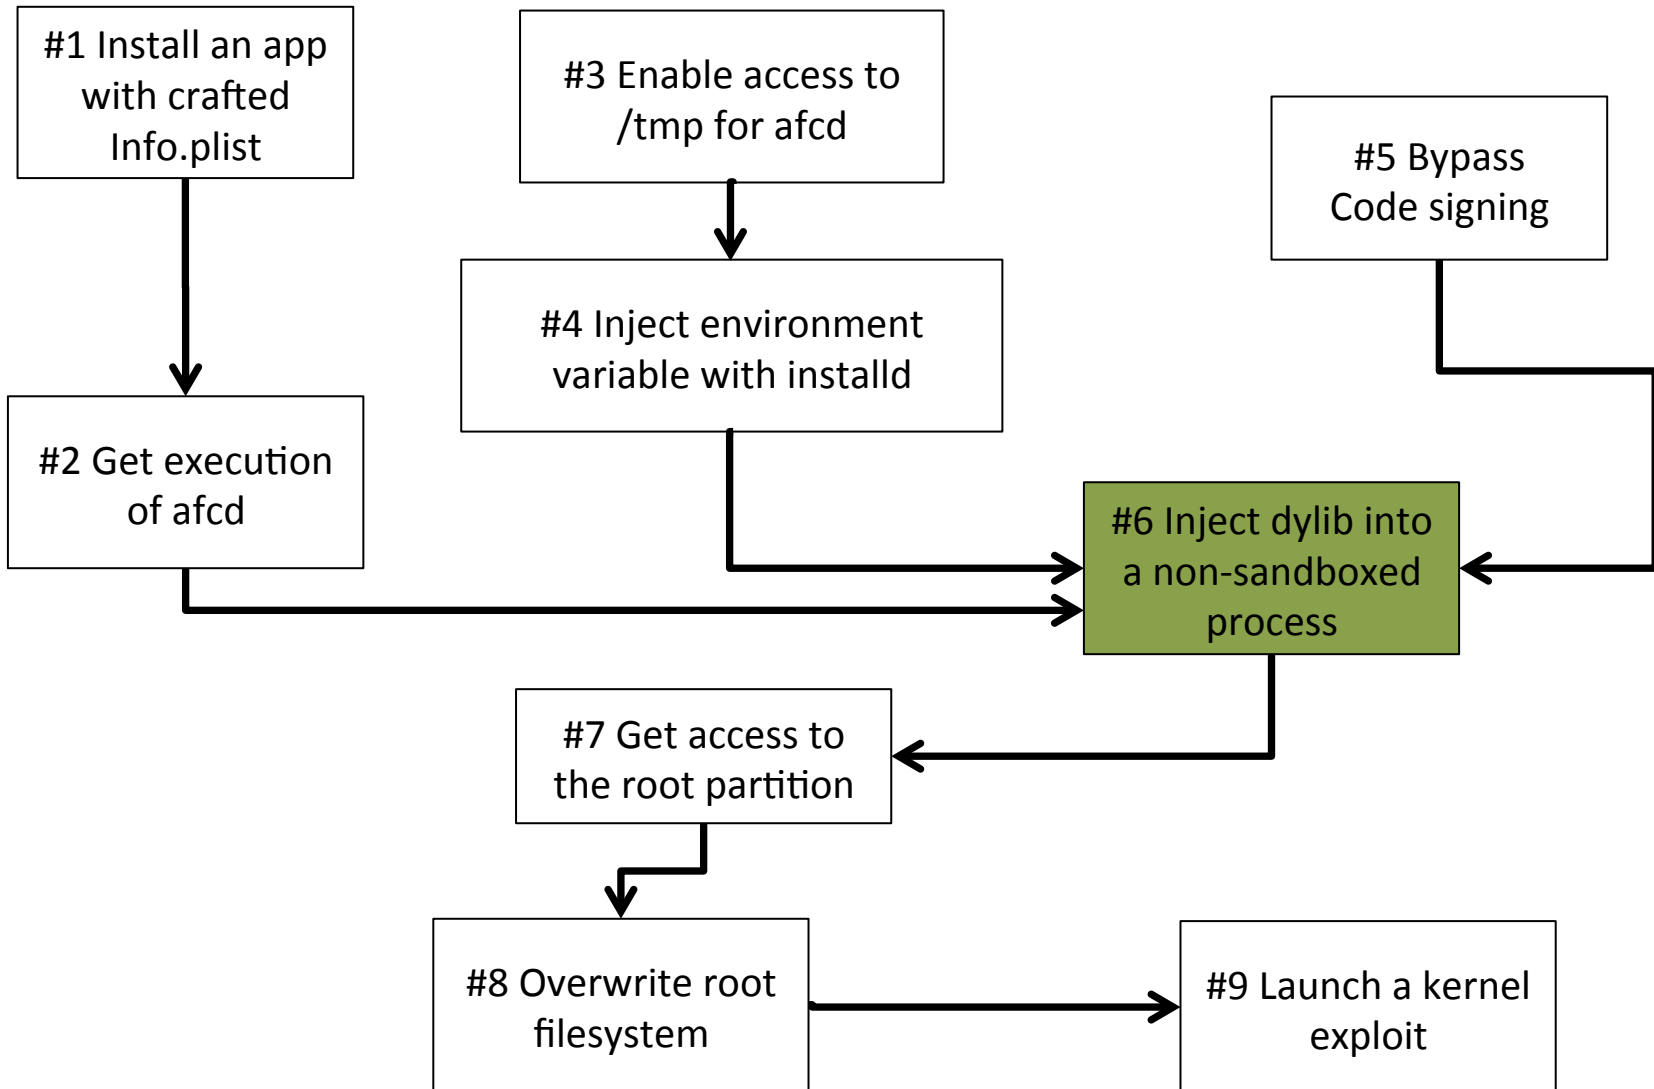 #1 Install an app
with crafted
Info.plist
#3 Enable access to
/tmp for afcd
#5 Bypass
Code signing
#4 Inject environment
variable with installd
#2 Get execution
of afcd
#6 Inject dylib into
a non-sandboxed
process
#7 Get access to
the root partition
#8 Overwrite root
filesystem
#9 Launch a kernel
exploit